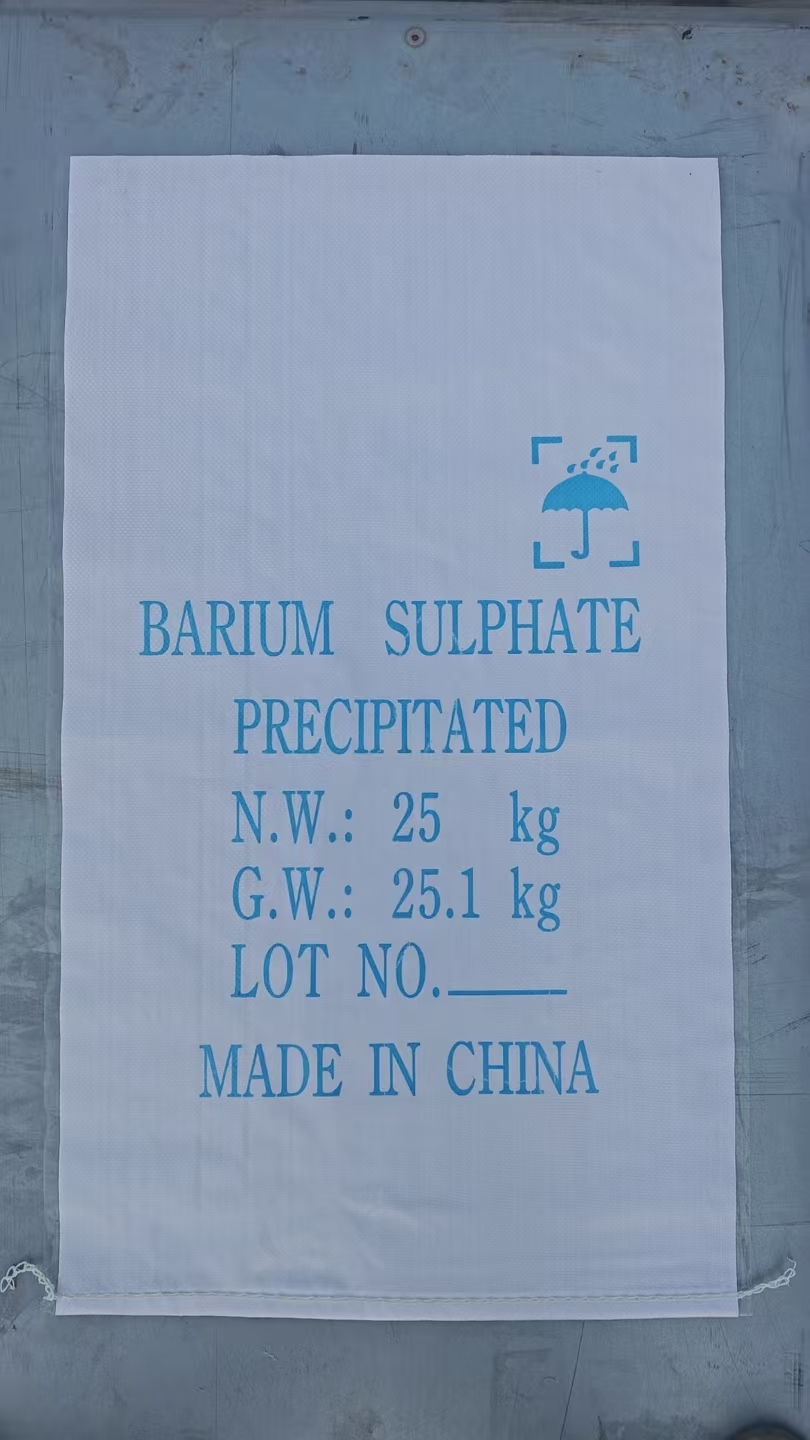 BARIUM SULPHATE
PRECIPITATED
N.W.: 25 kg
G.W.: 25.1 kg
LOT NO.____
MADE IN CHINA